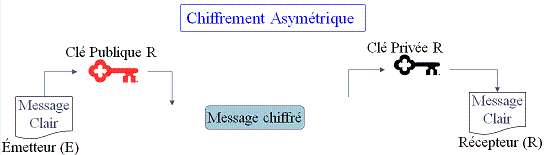 Chiffrement Asymétrique
Clé Publique R
Clé Privée R
Message
Clair
Message chiffré
Message
Clair
Émetteur (E)
Récepteur (R)